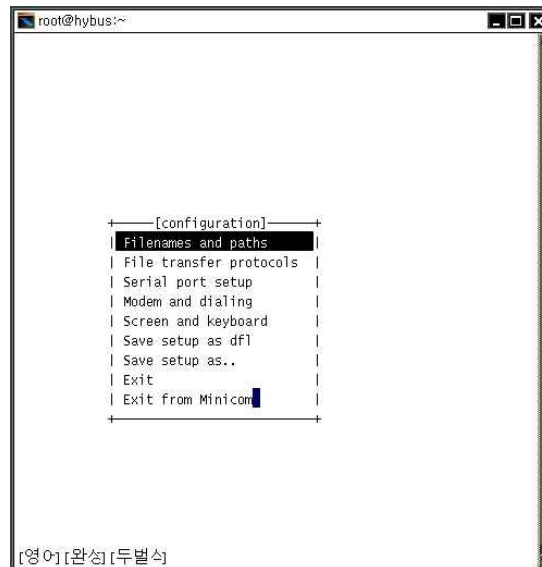 root@hybus:~
[configuration]
Filenames and paths
File transfer protocols
Serial port setup
Modem and dialing
Screen and keyboard
Save setup as dfl
Save setup as..
Exit
Exit from Minicom
[영어][완성][두벌식]